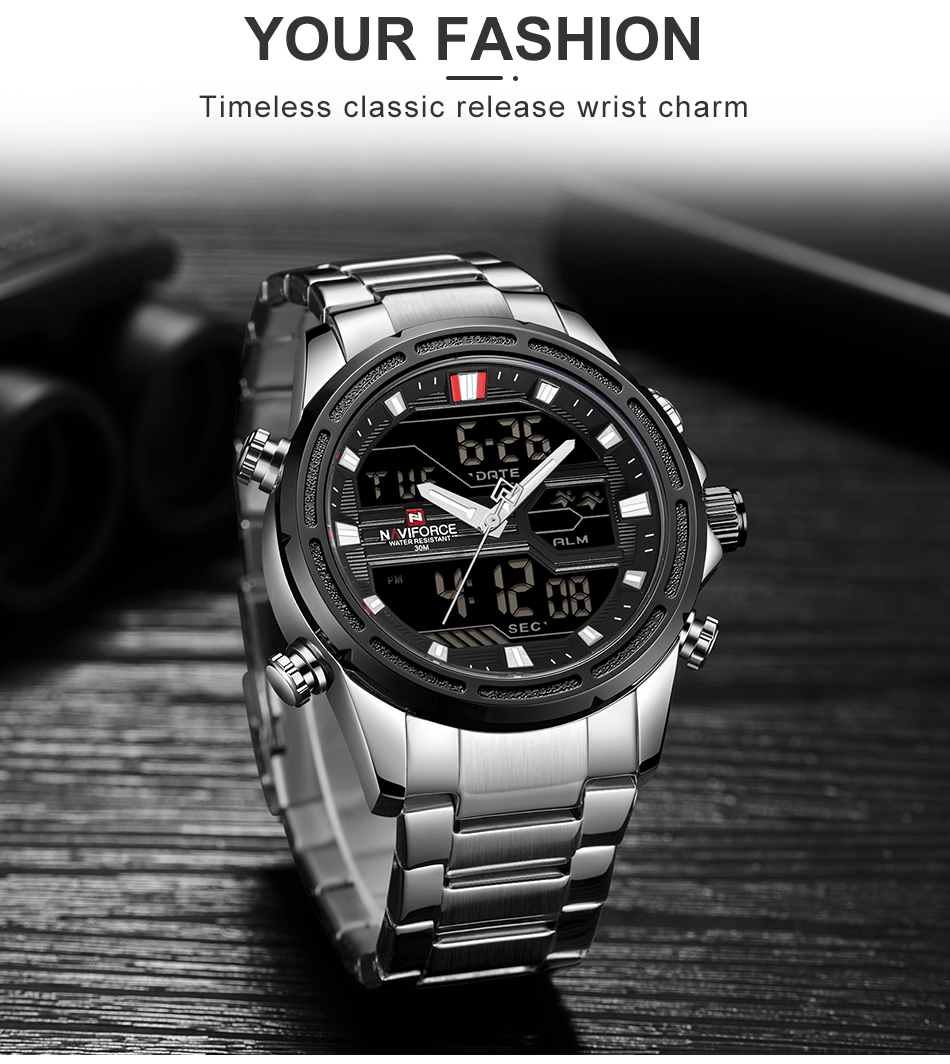 YOUR FASHION
Timeless classic release wrist charm
6-26
DATE
TUE
NAVIFORCE
WATER RESISTANT
30M
ALM
PM
4:12 08
SEC